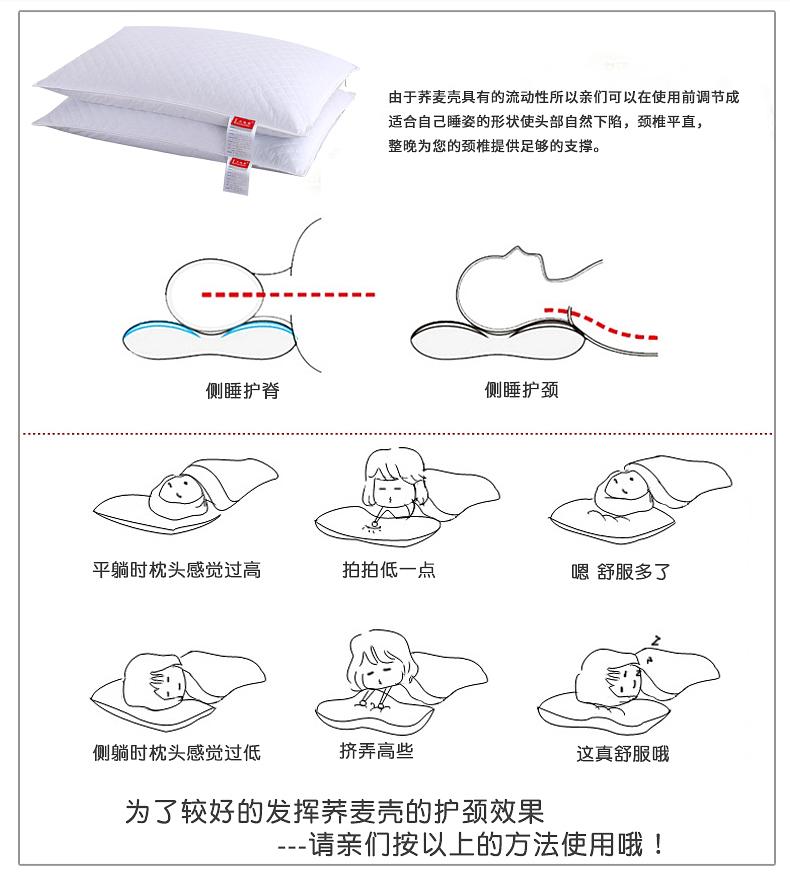 由于荞麦壳具有的流动性所以亲们可以在使用前调节成
适合自己睡姿的形状使头部自然下陷，颈椎平直，
整晚为您的颈椎提供足够的支撑。
侧睡护脊
侧睡护颈
平躺时枕头感觉过高
拍拍低一点
嗯 舒服多了
z
z
z
侧躺时枕头感觉过低
挤弄高些
这真舒服哦
为了较好的发挥荞麦壳的护颈效果
---请亲们按以上的方法使用哦！